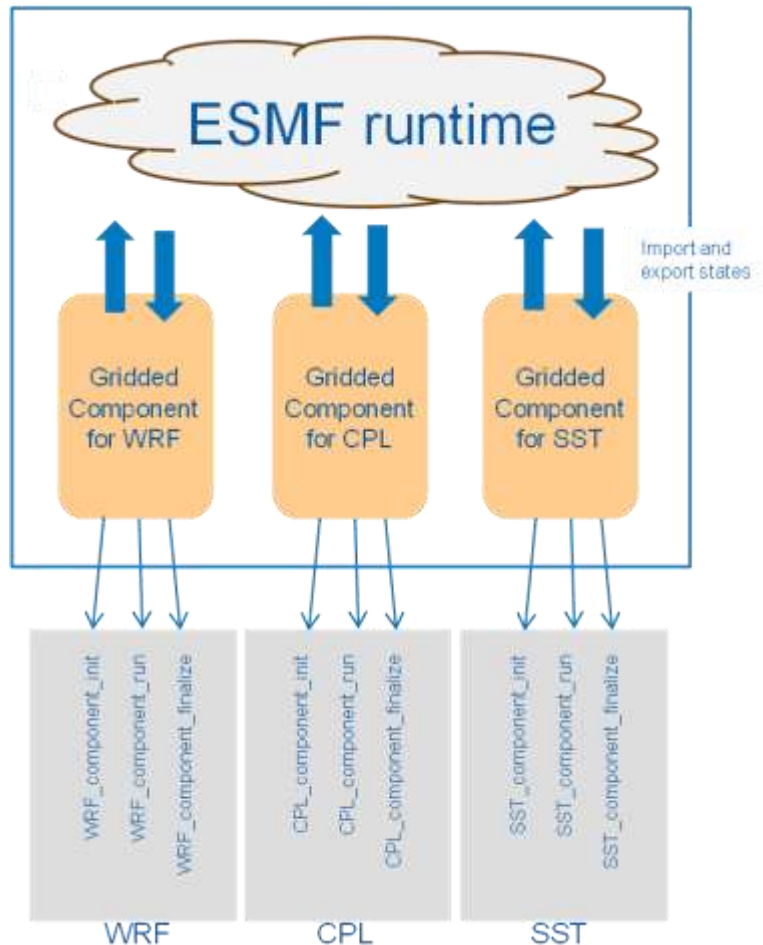 ESMF runtime
Import and
export states
Gridded
Component
for WRF
Gridded
Component
for CPL
Gridded
Component
for SST
WRF_component_init
WRF_component_run
WRF_component_finalize
CPL_component_init
CPL_component_run
CPL_component_finalize
SST_component_init
SST_component_run
SST_component_finalize
WRF
CPL
SST